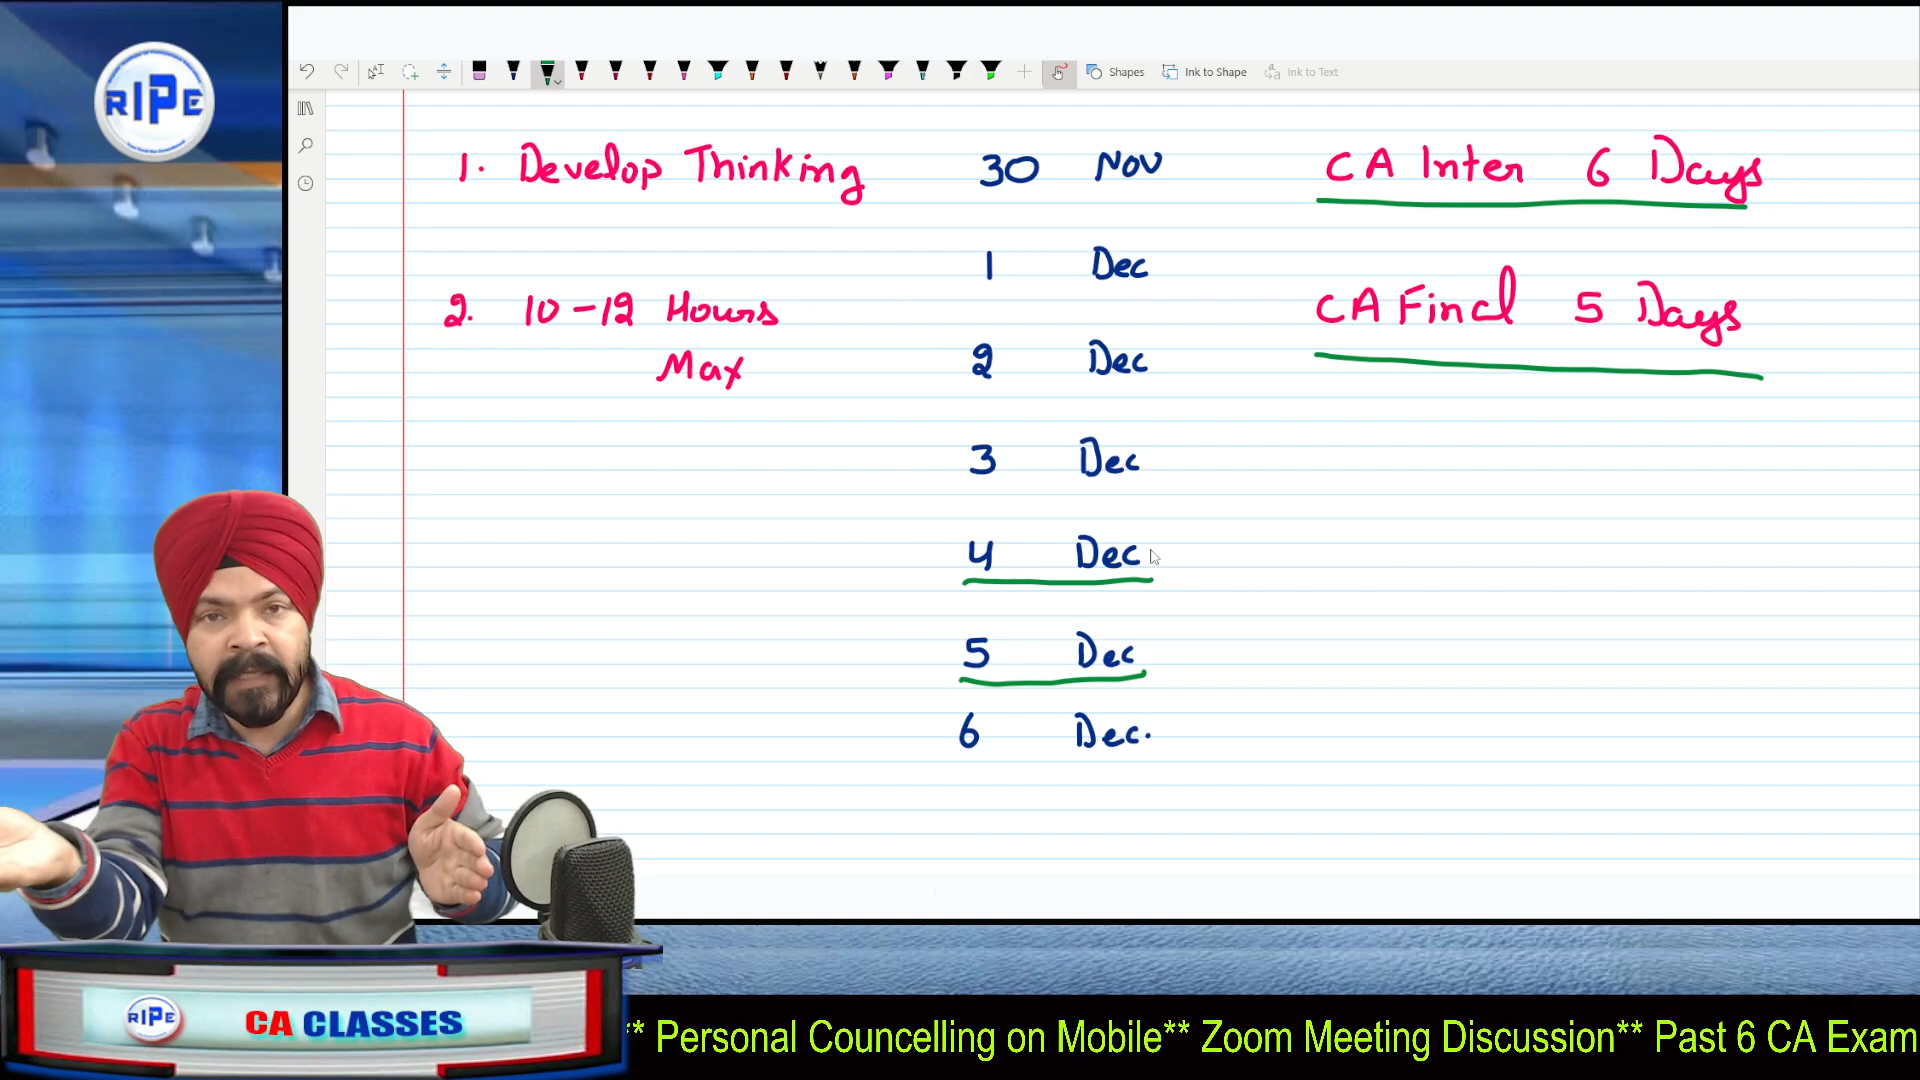 RIPE
Shapes
Ink to Shape
Ink to Text
1. Develop Thinking
30 Nov
CA Inter 6 Days
1 Dec
2. 10-12 Hours
Max
CA Final 5 Days
2 Dec
3 Dec
4 Dec
5 Dec
6 Dec.
RIPE
CA CLASSES
** Personal Councelling on Mobile** Zoom Meeting Discussion** Past 6 CA Exam